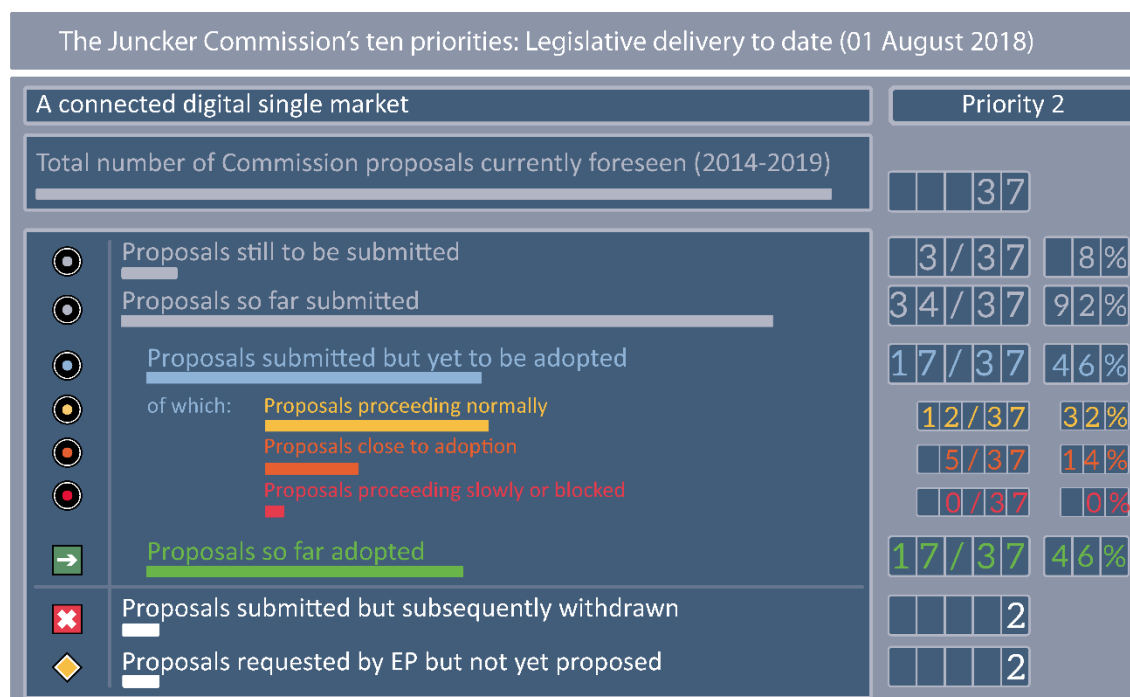 The Juncker Commission’s ten priorities: Legislative delivery to date (01 August 2018)
A connected digital single market Priority 2
Total number of Commission proposals currently foreseen (2014-2019) 37
Proposals still to be submitted 3/37 8%
Proposals so far submitted 34/37 92%
Proposals submitted but yet to be adopted 17/37 46%
of which: Proposals proceeding normally 12/37 32%
Proposals close to adoption 5/37 14%
Proposals proceeding slowly or blocked 0/37 0%
Proposals so far adopted 17/37 46%
Proposals submitted but subsequently withdrawn 2
Proposals requested by EP but not yet proposed 2